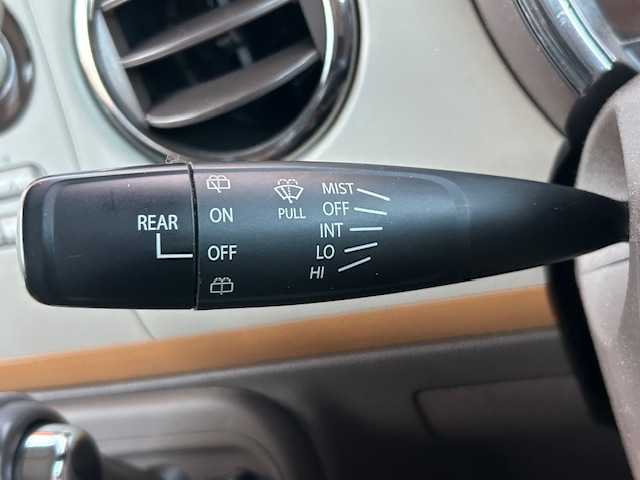 REAR
ON
OFF
PULL
MIST
OFF
INT
LO
HI